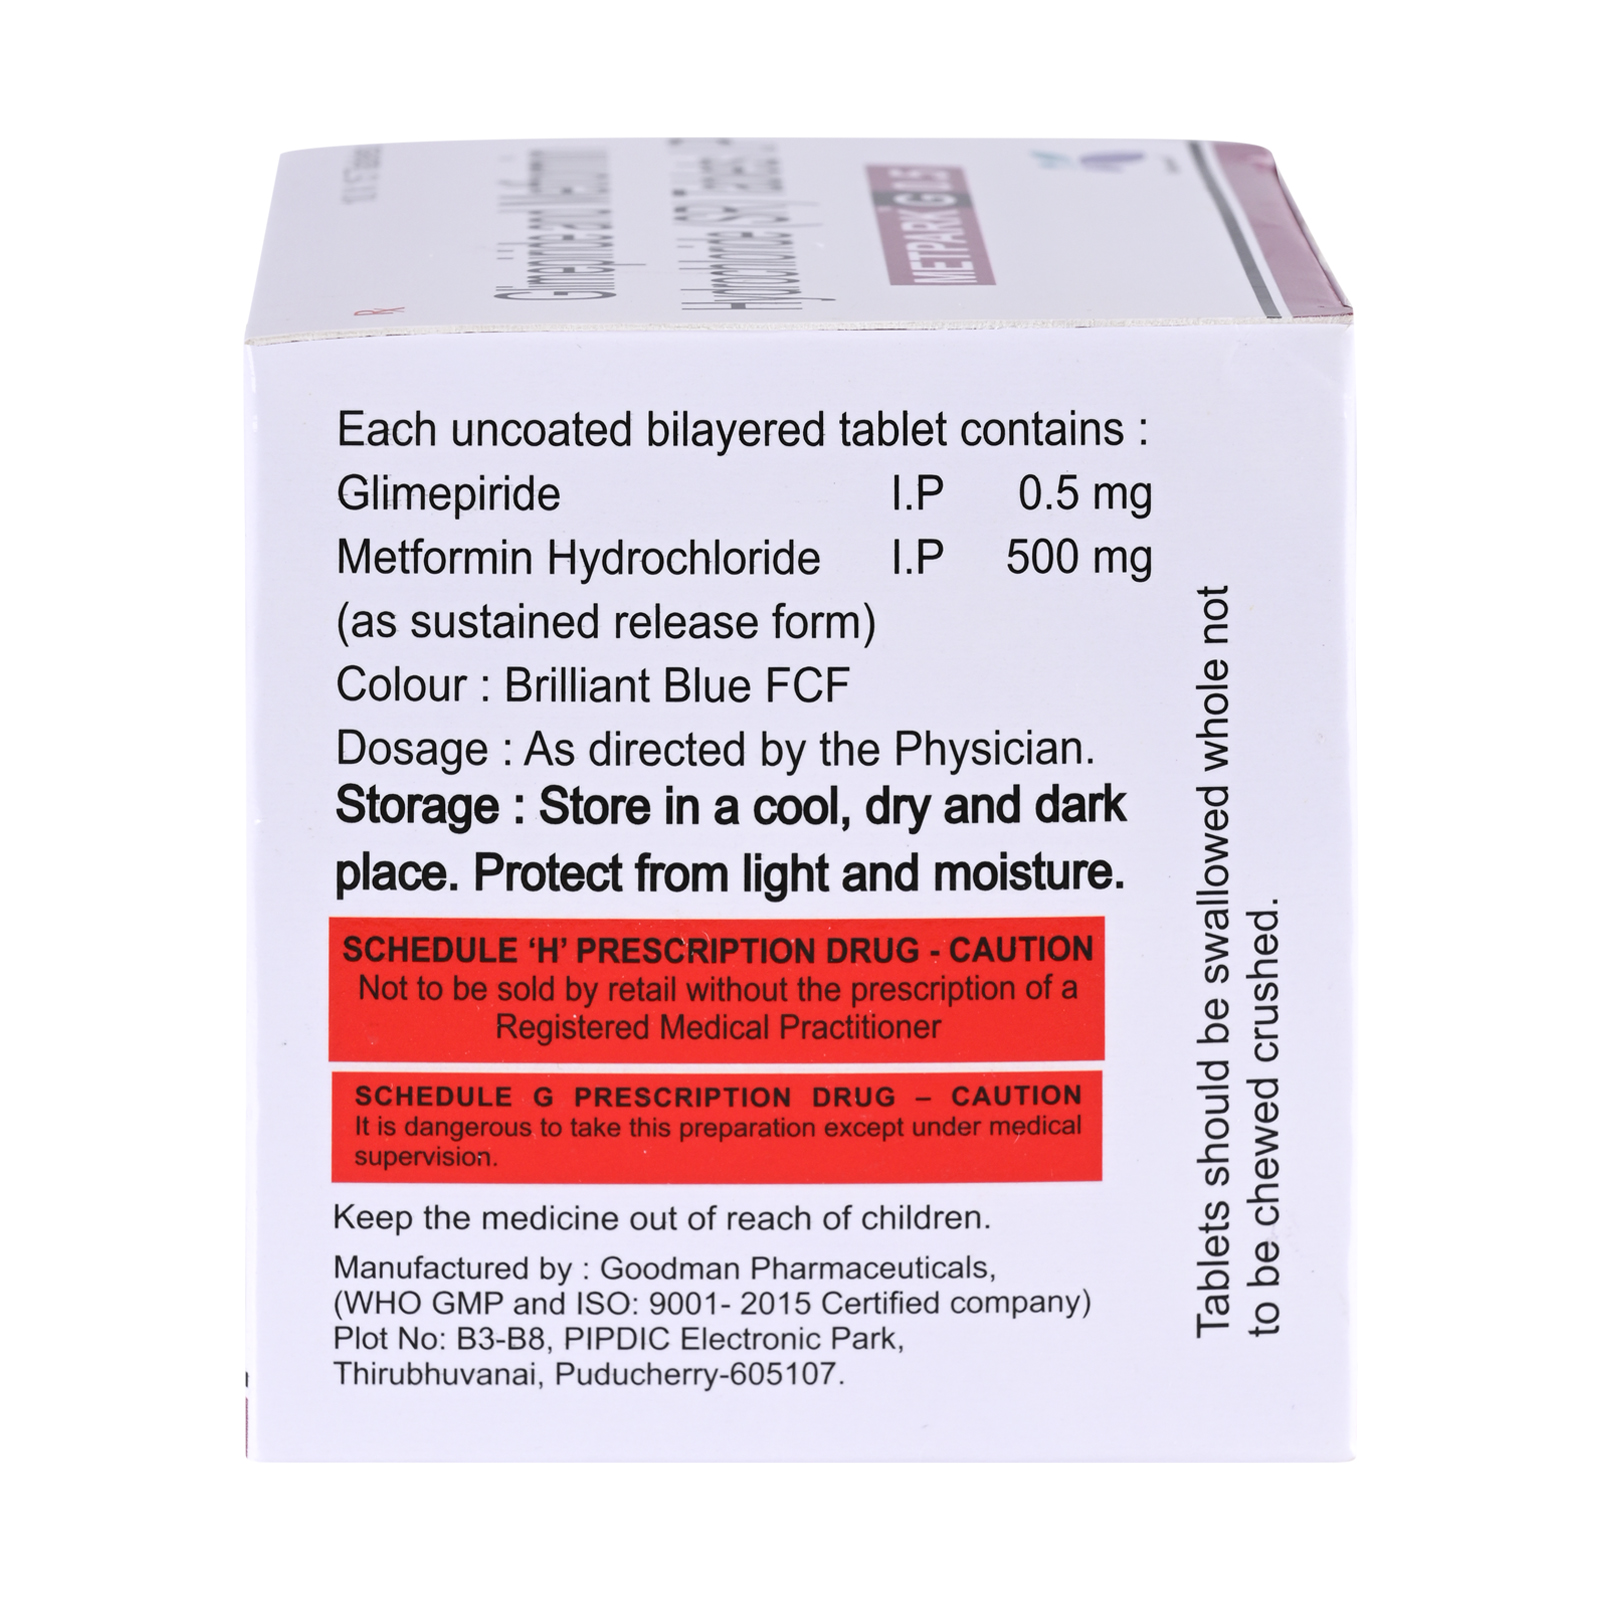 Rx
Glimepiride and Metformin
Hydrochloride (SR) Tablets
METPARK G 0.5
Each uncoated bilayered tablet contains :
Glimepiride I.P 0.5 mg
Metformin Hydrochloride I.P 500 mg
(as sustained release form)
Colour : Brilliant Blue FCF
Dosage : As directed by the Physician.
Storage : Store in a cool, dry and dark
place. Protect from light and moisture.
SCHEDULE ‘H’ PRESCRIPTION DRUG - CAUTION
Not to be sold by retail without the prescription of a
Registered Medical Practitioner
SCHEDULE G PRESCRIPTION DRUG – CAUTION
It is dangerous to take this preparation except under medical
supervision.
Keep the medicine out of reach of children.
Manufactured by : Goodman Pharmaceuticals,
(WHO GMP and ISO: 9001- 2015 Certified company)
Plot No: B3-B8, PIPDIC Electronic Park,
Thirubhuvanai, Puducherry-605107.
Tablets should be swallowed whole not
to be chewed crushed.